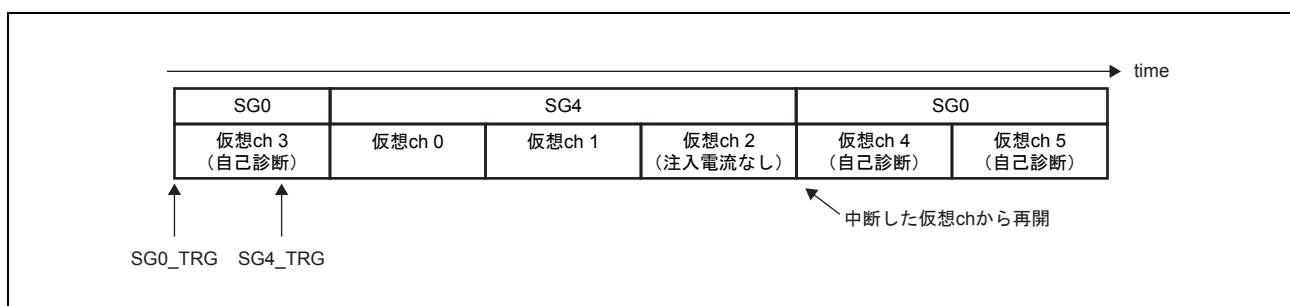 time
SG0
SG4
SG0
仮想ch 3
（自己診断）
仮想ch 0
仮想ch 1
仮想ch 2
（注入電流なし）
仮想ch 4
（自己診断）
仮想ch 5
（自己診断）
中断した仮想chから再開
SG0_TRG
SG4_TRG